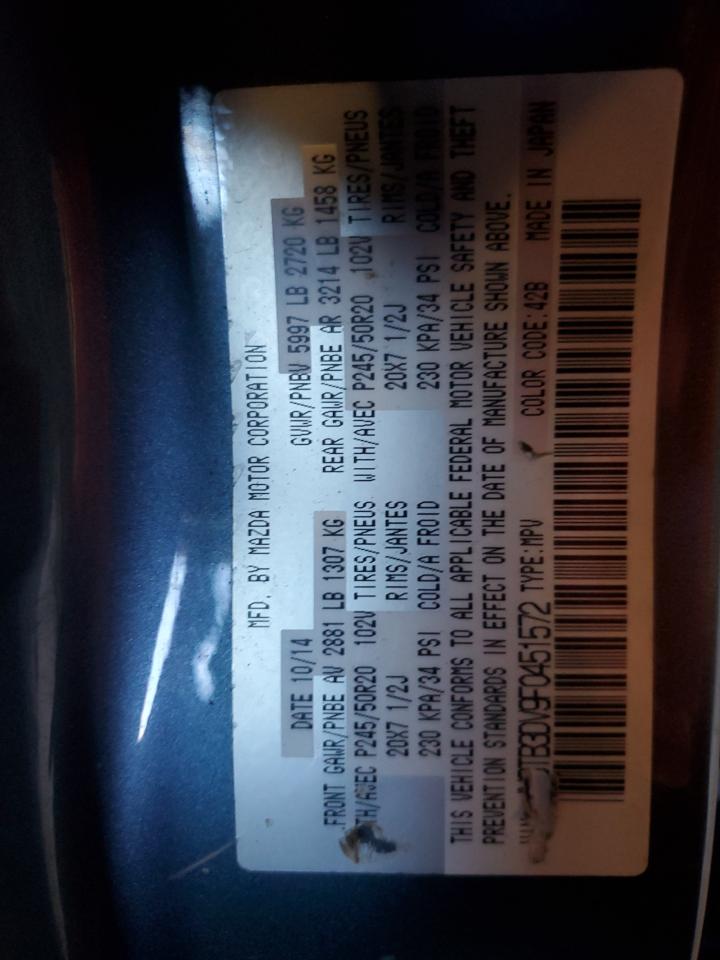 MFD. BY MAZDA MOTOR CORPORATION
DATE 10/14 GVWR/PNBV 5997 LB 2720 KG
FRONT GAWR/PNBE AV 2881 LB 1307 KG REAR GAWR/PNBE AR 3214 LB 1458 KG
TH/AVEC P245/50R20 102V TIRES/PNEUS WITH/AVEC P245/50R20 102V TIRES/PNEUS
20X7 1/2J RIMS/JANTES 20X7 1/2J RIMS/JANTES
230 KPA/34 PSI COLD/A FROID 230 KPA/34 PSI COLD/A FROID
THIS VEHICLE CONFORMS TO ALL APPLICABLE FEDERAL MOTOR VEHICLE SAFETY AND THEFT
PREVENTION STANDARDS IN EFFECT ON THE DATE OF MANUFACTURE SHOWN ABOVE.
TB3DV9F0451572 TYPE:MPV COLOR CODE:42B MADE IN JAPAN